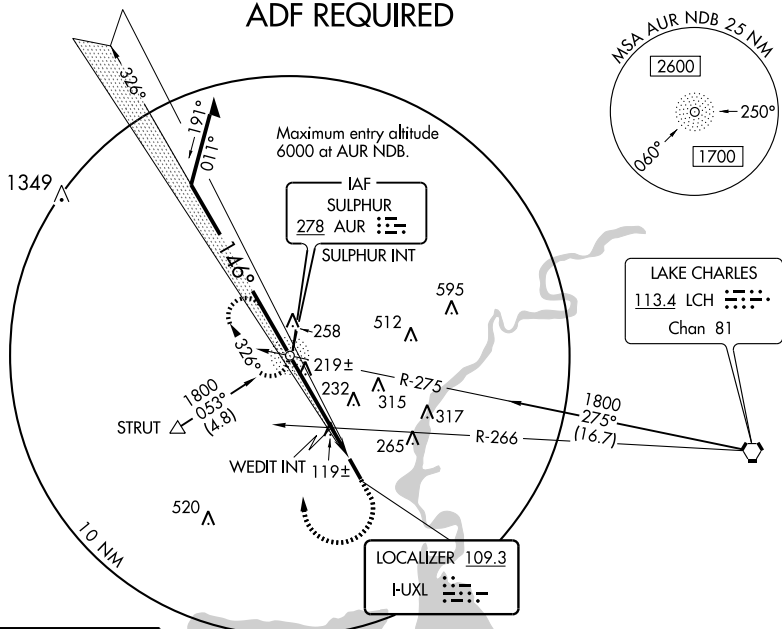 ADF REQUIRED
MSA AUR NDB 25 NM
2600
250°
060°
1700
326°
191°
011°
Maximum entry altitude
6000 at AUR NDB.
1349
IAF
SULPHUR
278 AUR
SULPHUR INT
146°
LAKE CHARLES
113.4 LCH
Chan 81
595
512
258
326°
219±
R-275
232
315
1800
053°
(4.8)
1800
275°
(16.7)
STRUT
317
265
R-266
WEDIT INT
119±
520
10 NM
LOCALIZER 109.3
I-UXL